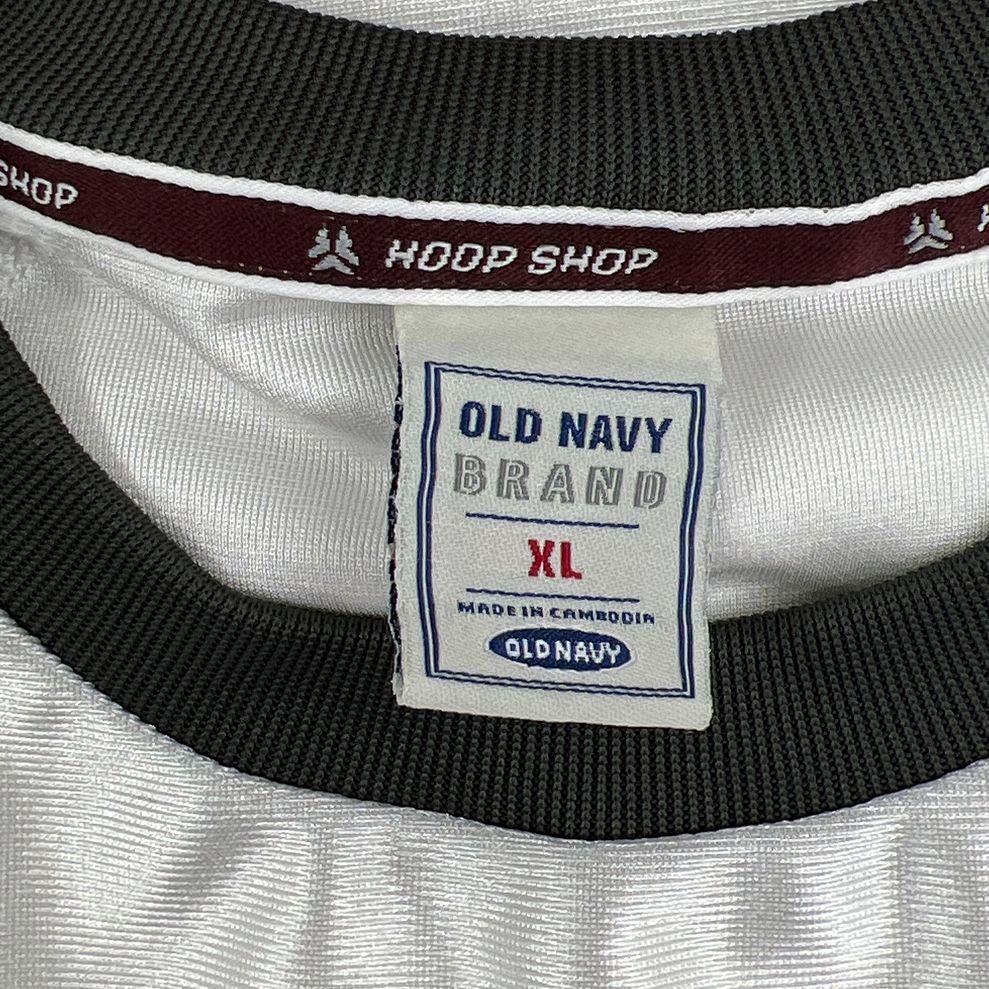 SHOP HOOP SHOP
OLD NAVY
BRAND
XL
MADE IN CAMBODIA
OLD NAVY